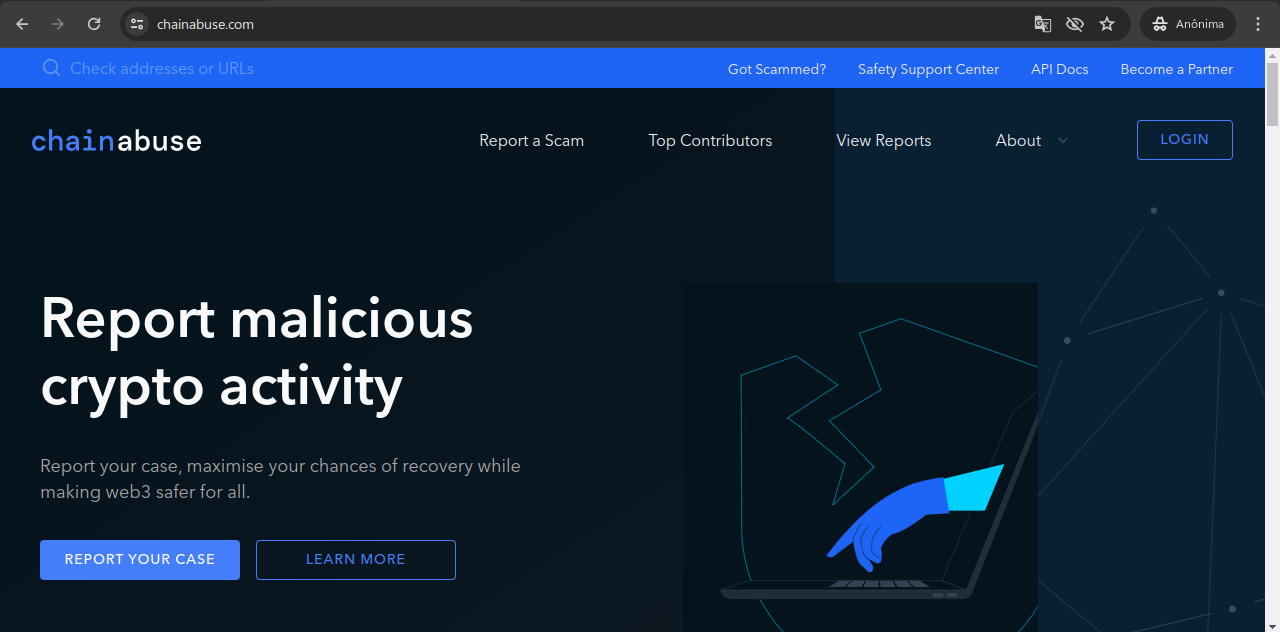 chainabuse.com
Anônima
Check addresses or URLs
Got Scammed?
Safety Support Center
API Docs
Become a Partner
chainabuse
Report a Scam
Top Contributors
View Reports
About
LOGIN
Report malicious
crypto activity
Report your case, maximise your chances of recovery while
making web3 safer for all.
REPORT YOUR CASE
LEARN MORE